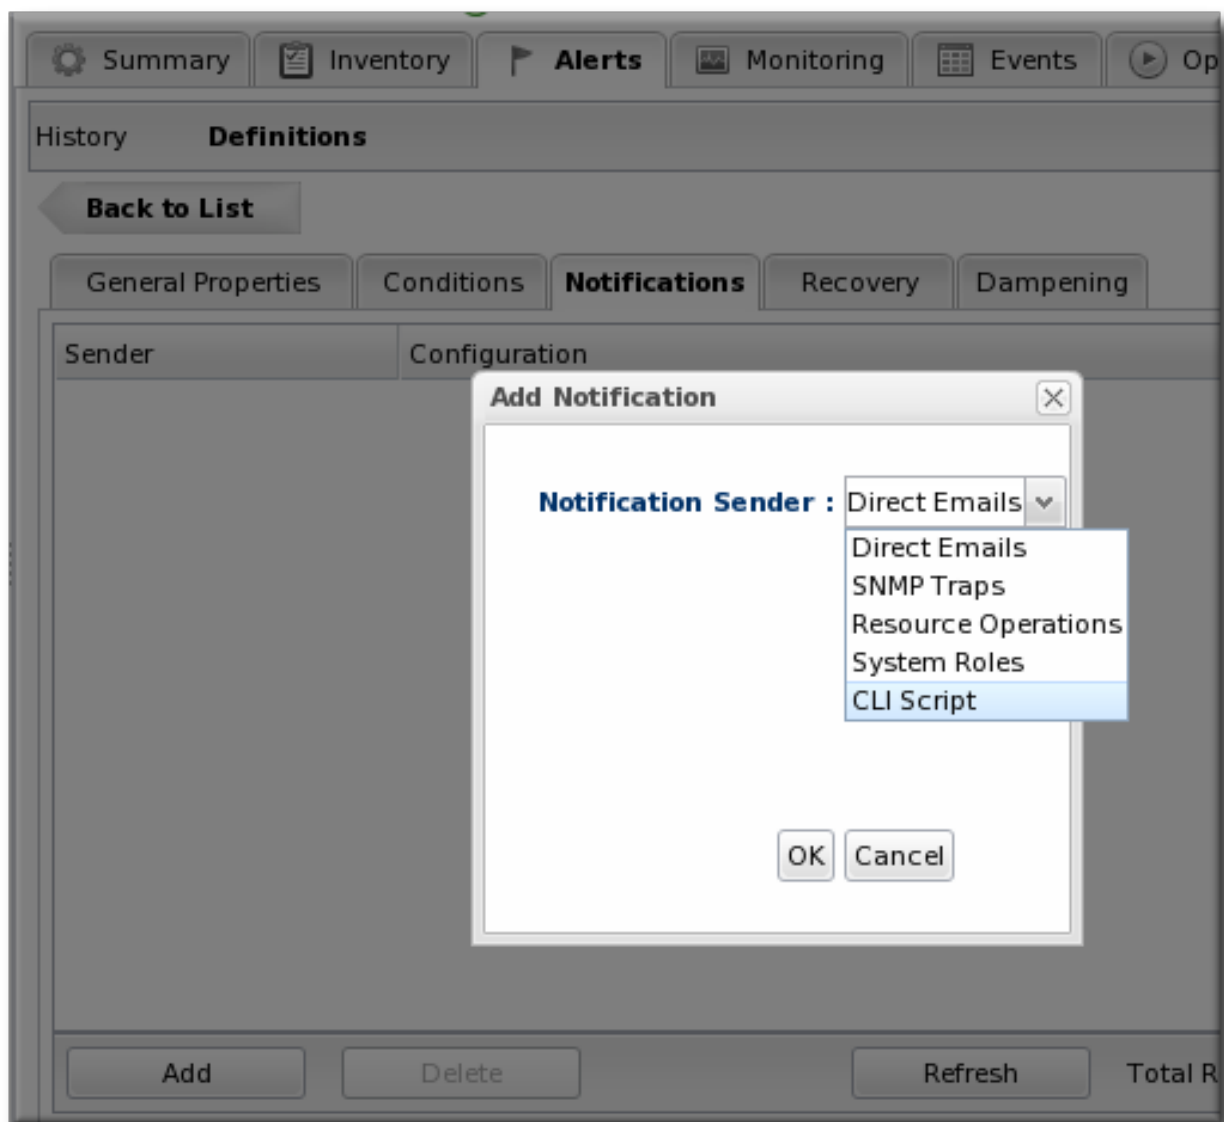 Summary Inventory Alerts Monitoring Events Op
History Definitions
Back to List
General Properties Conditions Notifications Recovery Dampening
Sender Configuration
Add Notification
Notification Sender : Direct Emails
Direct Emails
SNMP Traps
Resource Operations
System Roles
CLI Script
OK Cancel
Add Delete Refresh Total R